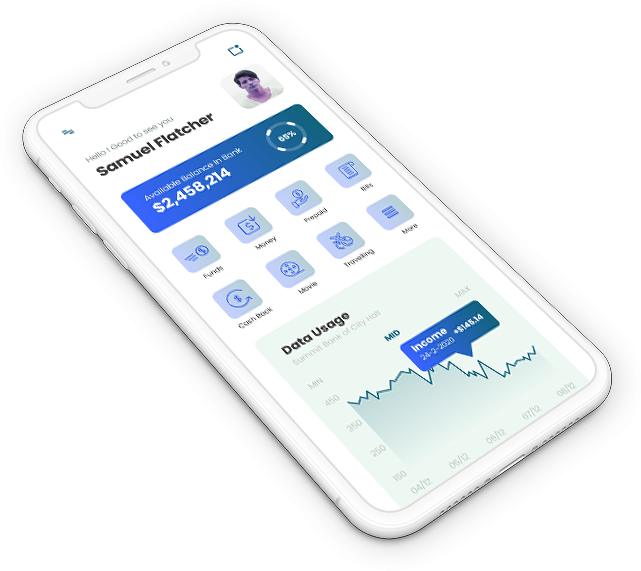 Hello ! Good to see you
Samuel Flatcher
Available Balance in Bank
$2,458,214
65%
Funds
Money
Prepaid
Bills
Cash Back
Movie
Travelling
More
Data Usage
Summit Bank of City Hall
MIN
MID
MAX
Income
24-2-2020
+$145.14
450
350
250
150
04/12
05/12
06/12
07/12
08/12